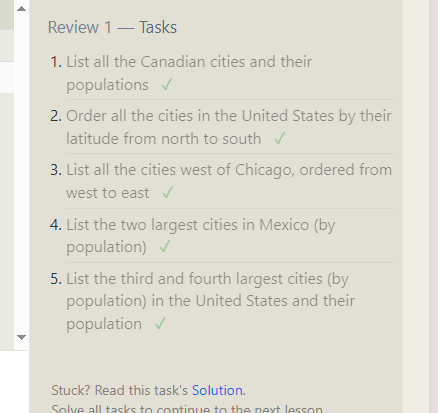 Review 1 — Tasks
1. List all the Canadian cities and their
populations ✓
2. Order all the cities in the United States by their
latitude from north to south ✓
3. List all the cities west of Chicago, ordered from
west to east ✓
4. List the two largest cities in Mexico (by
population) ✓
5. List the third and fourth largest cities (by
population) in the United States and their
population ✓
Stuck? Read this task's Solution.
Solve all tasks to continue to the next lesson.